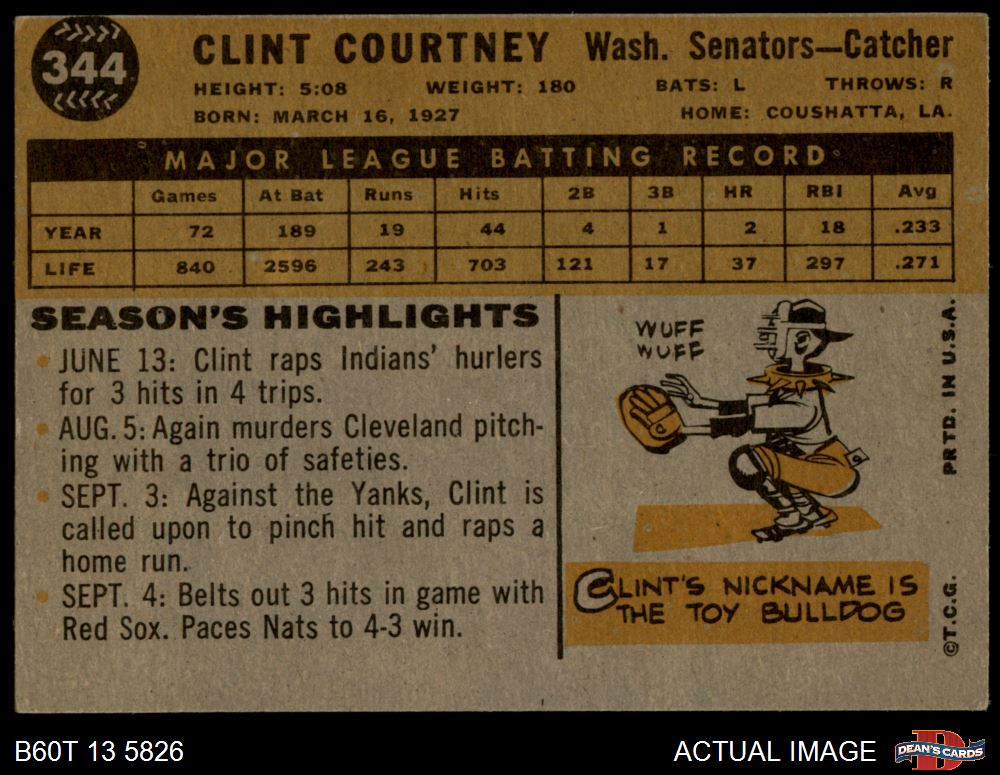 344
CLINT COURTNEY Wash. Senators—Catcher
HEIGHT: 5:08 WEIGHT: 180 BATS: L THROWS: R
BORN: MARCH 16, 1927 HOME: COUSHATTA, LA.
MAJOR LEAGUE BATTING RECORD
Games At Bat Runs Hits 2B 3B HR RBI Avg
YEAR 72 189 19 44 4 1 2 18 .233
LIFE 840 2596 243 703 121 17 37 297 .271
SEASON'S HIGHLIGHTS
• JUNE 13: Clint raps Indians' hurlers
for 3 hits in 4 trips.
• AUG. 5: Again murders Cleveland pitch-
ing with a trio of safeties.
• SEPT. 3: Against the Yanks, Clint is
called upon to pinch hit and raps a
home run.
• SEPT. 4: Belts out 3 hits in game with
Red Sox. Paces Nats to 4-3 win.
WUFF
WUFF
CLINT'S NICKNAME IS
THE TOY BULLDOG
©T.C.G. PRTD. IN U.S.A.
B60T 13 5826 ACTUAL IMAGE DEAN'S CARDS